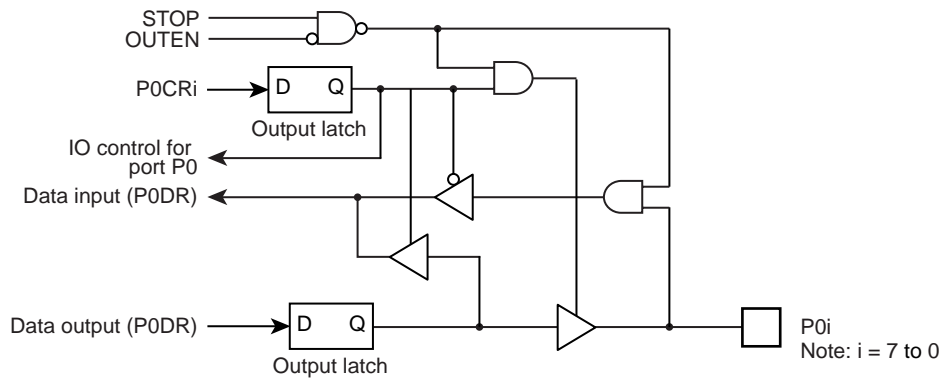 STOP
OUTEN
P0CRi
D Q
Output latch
IO control for
port P0
Data input (P0DR)
Data output (P0DR)
D Q
Output latch
P0i
Note: i = 7 to 0